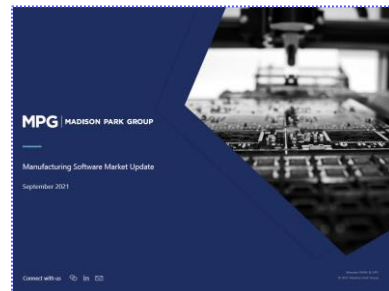 MPG | MADISON PARK GROUP
Manufacturing Software Market Update
September 2021
Connect with us